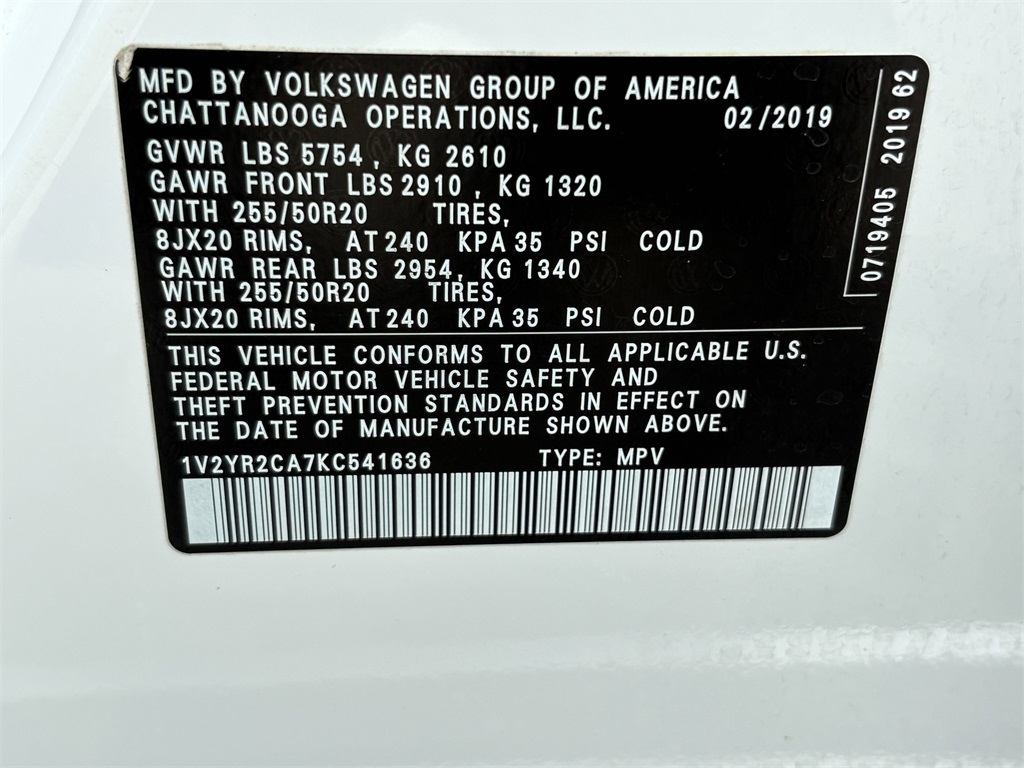 MFD BY VOLKSWAGEN GROUP OF AMERICA
CHATTANOOGA OPERATIONS, LLC. 02/2019
GVWR LBS 5754, KG 2610
GAWR FRONT LBS 2910, KG 1320
WITH 255/50R20 TIRES,
8JX20 RIMS, AT 240 KPA 35 PSI COLD
GAWR REAR LBS 2954, KG 1340
WITH 255/50R20 TIRES,
8JX20 RIMS, AT 240 KPA 35 PSI COLD
THIS VEHICLE CONFORMS TO ALL APPLICABLE U.S.
FEDERAL MOTOR VEHICLE SAFETY AND
THEFT PREVENTION STANDARDS IN EFFECT ON
THE DATE OF MANUFACTURE SHOWN ABOVE.
1V2YR2CA7KC541636 TYPE: MPV
0719405 2019 62